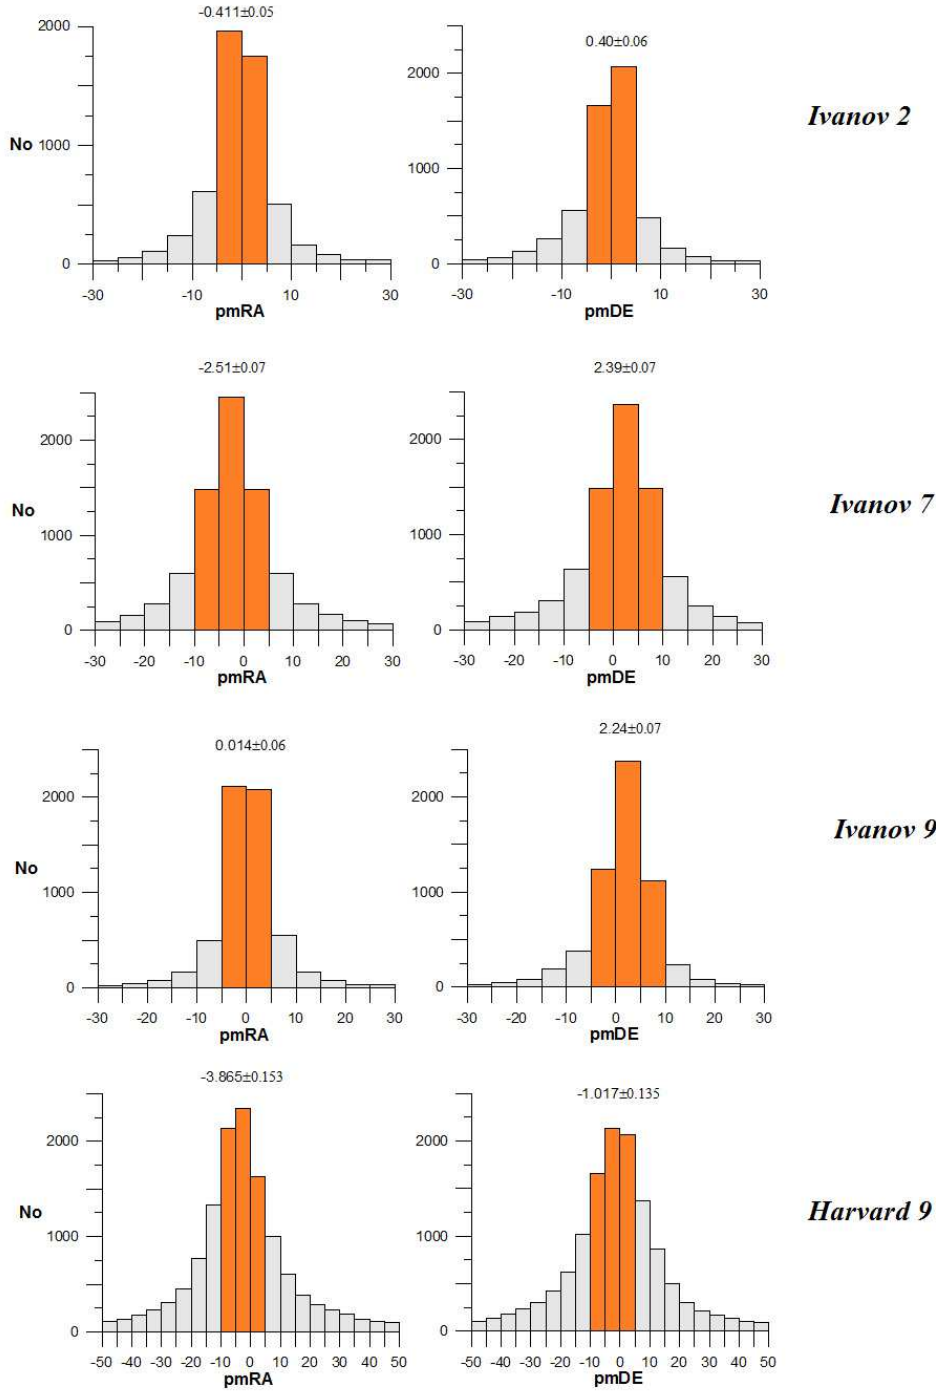 -0.411±0.05
0.40±0.06
2000
1000
0
2000
1000
0
No
Ivanov 2
-30 -10 10 30
-30 -10 10 30
pmRA
pmDE
-2.51±0.07
2.39±0.07
2000
1000
0
2000
1000
0
No
Ivanov 7
-30 -20 -10 0 10 20 30
-30 -20 -10 0 10 20 30
pmRA
pmDE
0.014±0.06
2.24±0.07
2000
1000
0
2000
1000
0
No
Ivanov 9
-30 -20 -10 0 10 20 30
-30 -20 -10 0 10 20 30
pmRA
pmDE
-3.865±0.153
-1.017±0.135
2000
1000
0
2000
1000
0
No
Harvard 9
-50 -40 -30 -20 -10 0 10 20 30 40 50
-50 -40 -30 -20 -10 0 10 20 30 40 50
pmRA
pmDE